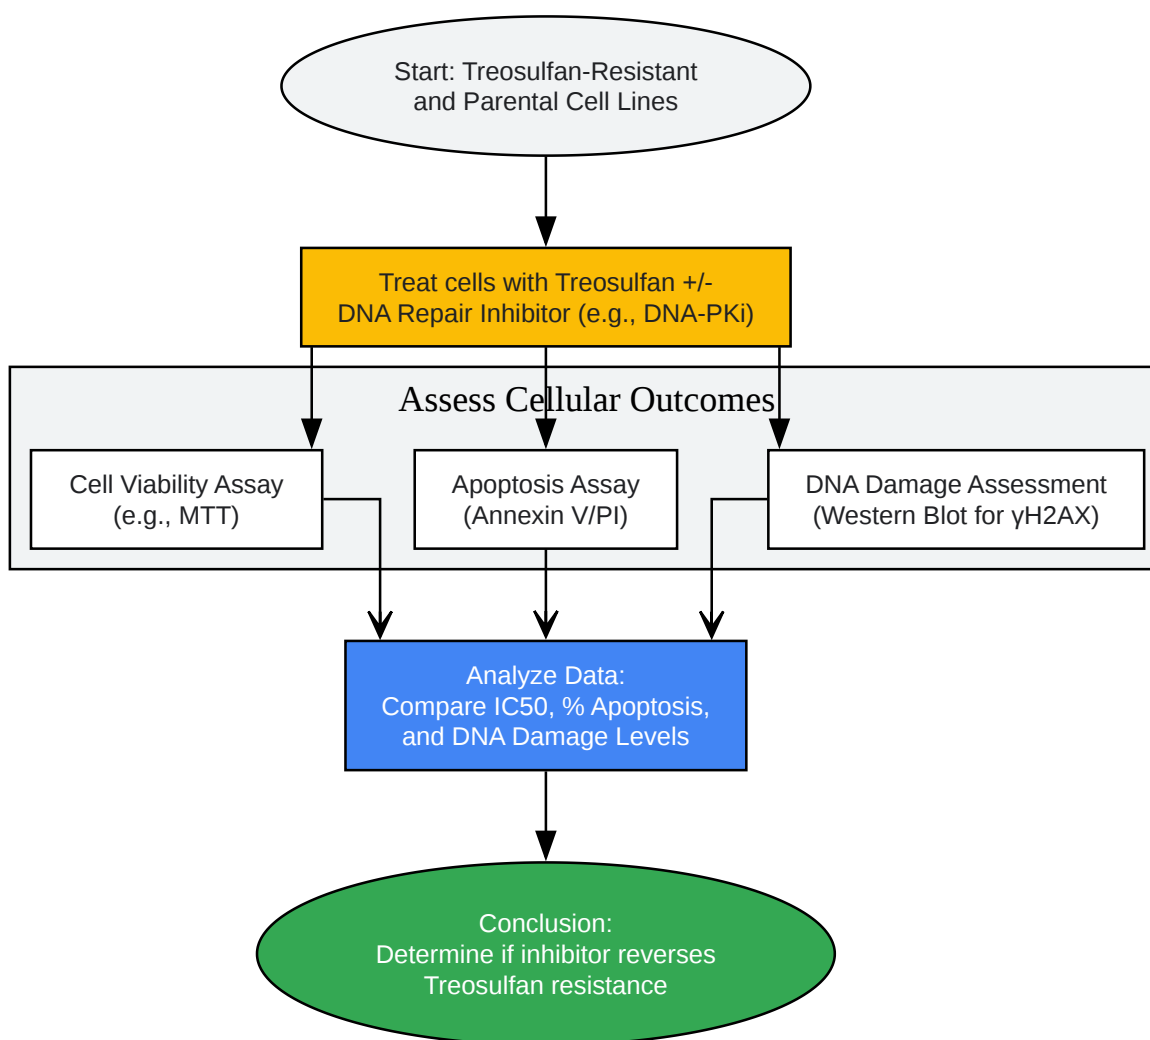 Start: Treosulfan-Resistant
and Parental Cell Lines
Treat cells with Treosulfan +/-
DNA Repair Inhibitor (e.g., DNA-PKi)
Assess Cellular Outcomes
Cell Viability Assay
(e.g., MTT)
Apoptosis Assay
(Annexin V/PI)
DNA Damage Assessment
(Western Blot for γH2AX)
Analyze Data:
Compare IC50, % Apoptosis,
and DNA Damage Levels
Conclusion:
Determine if inhibitor reverses
Treosulfan resistance